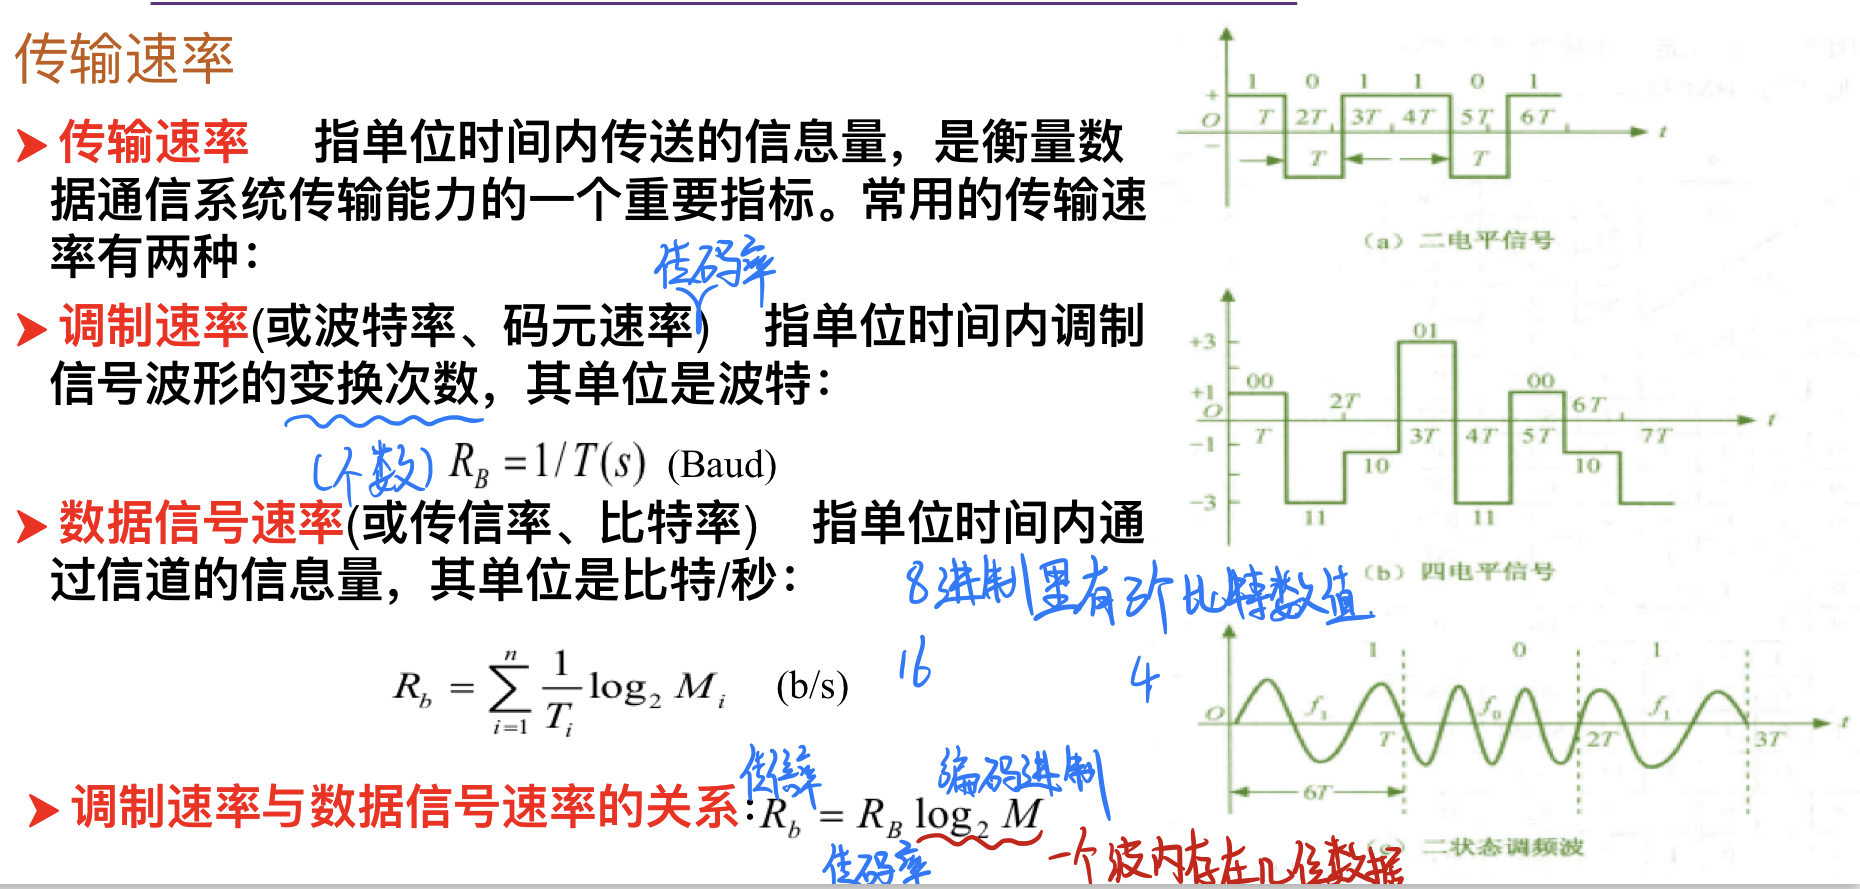 传输速率
➤ 传输速率 指单位时间内传送的信息量，是衡量数
据通信系统传输能力的一个重要指标。常用的传输速
率有两种：
传码率
➤ 调制速率(或波特率、码元速率) 指单位时间内调制
信号波形的变换次数，其单位是波特：
(个数) R_B = 1/T(s) (Baud)
➤ 数据信号速率(或传信率、比特率) 指单位时间内通
过信道的信息量，其单位是比特/秒：
8进制里有3个比特数值
16 4
R_b = ∑_{i=1}^{n} 1/T_i log_2 M_i (b/s)
传信率 编码进制
➤ 调制速率与数据信号速率的关系：R_b = R_B log_2 M
传码率
一个波内存在几位数据
1 0 1 1 0 1
+
O T 2T 3T 4T 5T 6T t
−
T T
（a）二电平信号
01
+3
00 00
+1 2T 6T
O t
T 3T 4T 5T 7T
−1
10 10
−3
11 11
（b）四电平信号
1 0 1
f_1 f_0 f_1
O T 2T 3T t
6T
（c）二状态调频波